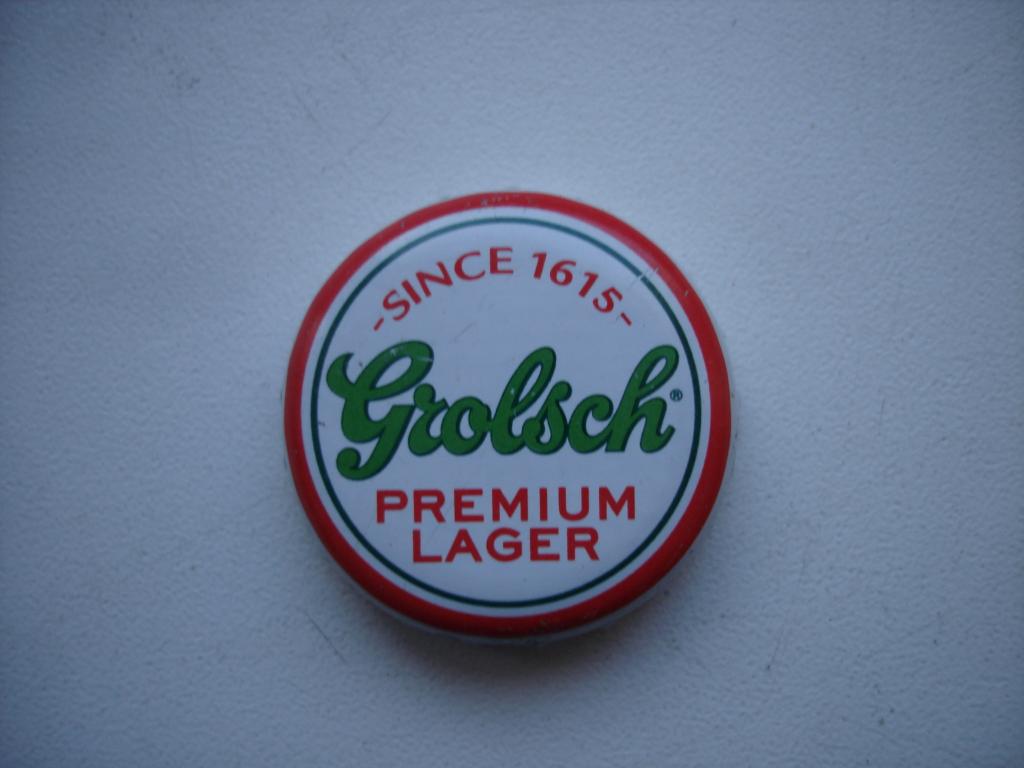 -SINCE 1615-
Grolsch®
PREMIUM
LAGER